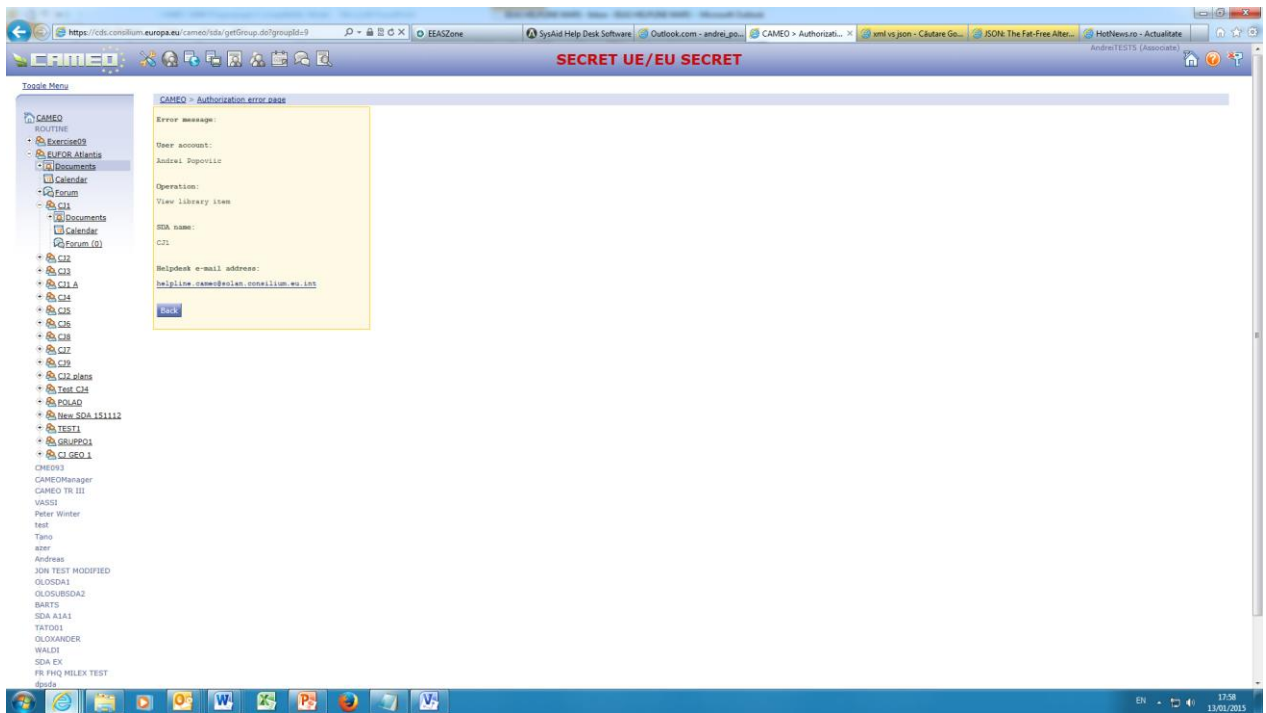 https://cds.consilium.europa.eu/cameo/sda/getGroup.do?groupId=9
EEASZone
SysAid Help Desk Software
Outlook.com - andrei_po...
CAMEO > Authorizati...
xml vs json - Căutare Go...
JSON: The Fat-Free Alter...
HotNews.ro - Actualitate
CAMEO
SECRET UE/EU SECRET
AndreiTESTS (Associate)
Toggle Menu
CAMEO > Authorization error page
CAMEO
ROUTINE
Exercise09
EUFOR Atlantis
Documents
Calendar
Forum
CJ1
Documents
Calendar
Forum (0)
CJ2
CJ3
CJ1 A
CJ4
CJ5
CJ6
CJ8
CJ7
CJ9
CJ2 plans
Test CJ4
POLAD
New SDA 151112
TEST1
GRUPPO1
CJ GEO 1
CME093
CAMEOManager
CAMEO TR III
VASSI
Peter Winter
test
Tano
azer
Andreas
JON TEST MODIFIED
OLOSDA1
OLOSUBSDA2
BARTS
SDA A1A1
TATO01
OLOXANDER
WALDI
SDA EX
FR FHQ MILEX TEST
dpsda
Error message:
User account:
Andrei Popoviic
Operation:
View library item
SDA name:
CJ1
Helpdesk e-mail address:
helpline.cameo@solan.consilium.eu.int
Back
EN
17:58
13/01/2015